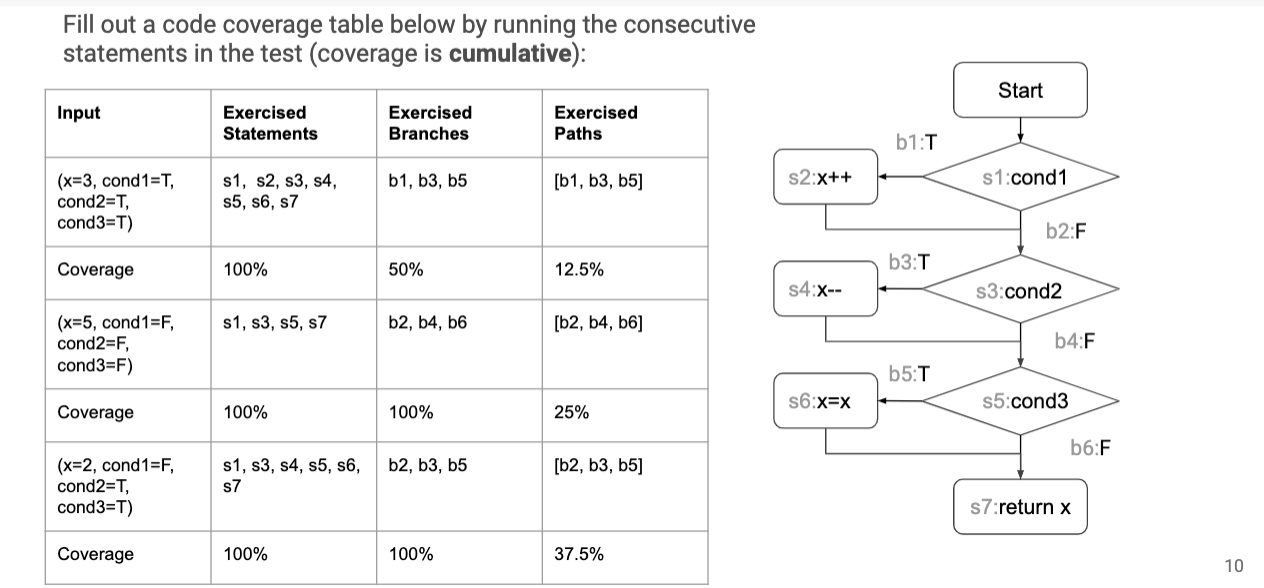 Fill out a code coverage table below by running the consecutive
statements in the test (coverage is cumulative):
Input
Exercised
Statements
Exercised
Branches
Exercised
Paths
(x=3, cond1=T,
cond2=T,
cond3=T)
s1, s2, s3, s4,
s5, s6, s7
b1, b3, b5
[b1, b3, b5]
Coverage
100%
50%
12.5%
(x=5, cond1=F,
cond2=F,
cond3=F)
s1, s3, s5, s7
b2, b4, b6
[b2, b4, b6]
Coverage
100%
100%
25%
(x=2, cond1=F,
cond2=T,
cond3=T)
s1, s3, s4, s5, s6,
s7
b2, b3, b5
[b2, b3, b5]
Coverage
100%
100%
37.5%
Start
b1:T
s2:x++
s1:cond1
b2:F
b3:T
s4:x--
s3:cond2
b4:F
b5:T
s6:x=x
s5:cond3
b6:F
s7:return x
10